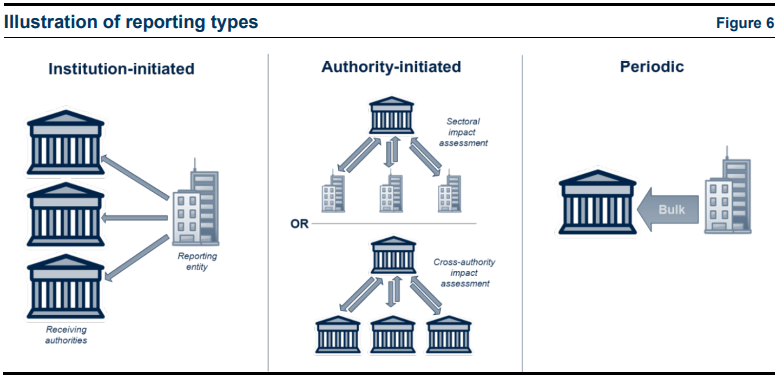 Illustration of reporting types
Figure 6
Institution-initiated
Reporting
entity
Receiving
authorities
Authority-initiated
Sectoral
impact
assessment
OR
Cross-authority
impact
assessment
Periodic
Bulk